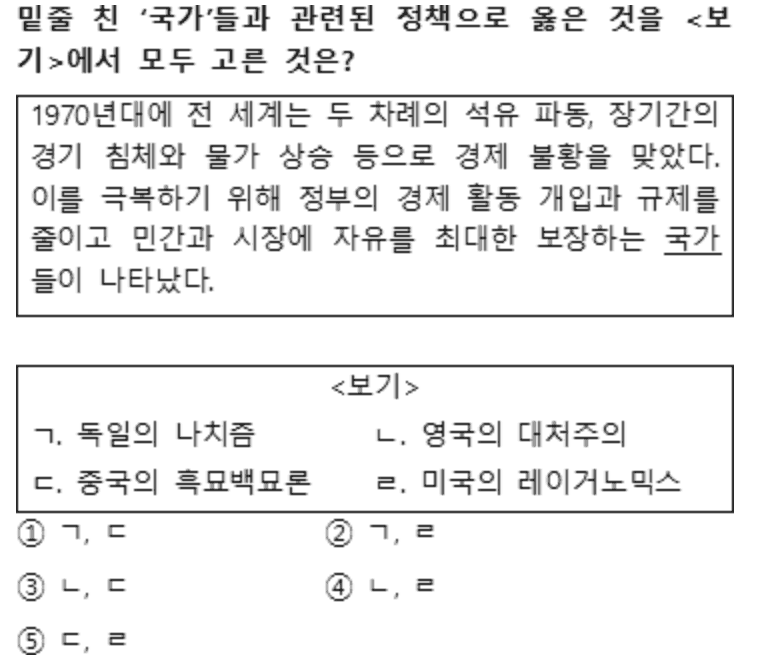 밑줄 친 '국가'들과 관련된 정책으로 옳은 것을 <보
기>에서 모두 고른 것은?
1970년대에 전 세계는 두 차례의 석유 파동, 장기간의
경기 침체와 물가 상승 등으로 경제 불황을 맞았다.
이를 극복하기 위해 정부의 경제 활동 개입과 규제를
줄이고 민간과 시장에 자유를 최대한 보장하는 국가
들이 나타났다.
<보기>
ㄱ. 독일의 나치즘 ㄴ. 영국의 대처주의
ㄷ. 중국의 흑묘백묘론 ㄹ. 미국의 레이거노믹스
① ㄱ, ㄷ ② ㄱ, ㄹ
③ ㄴ, ㄷ ④ ㄴ, ㄹ
⑤ ㄷ, ㄹ